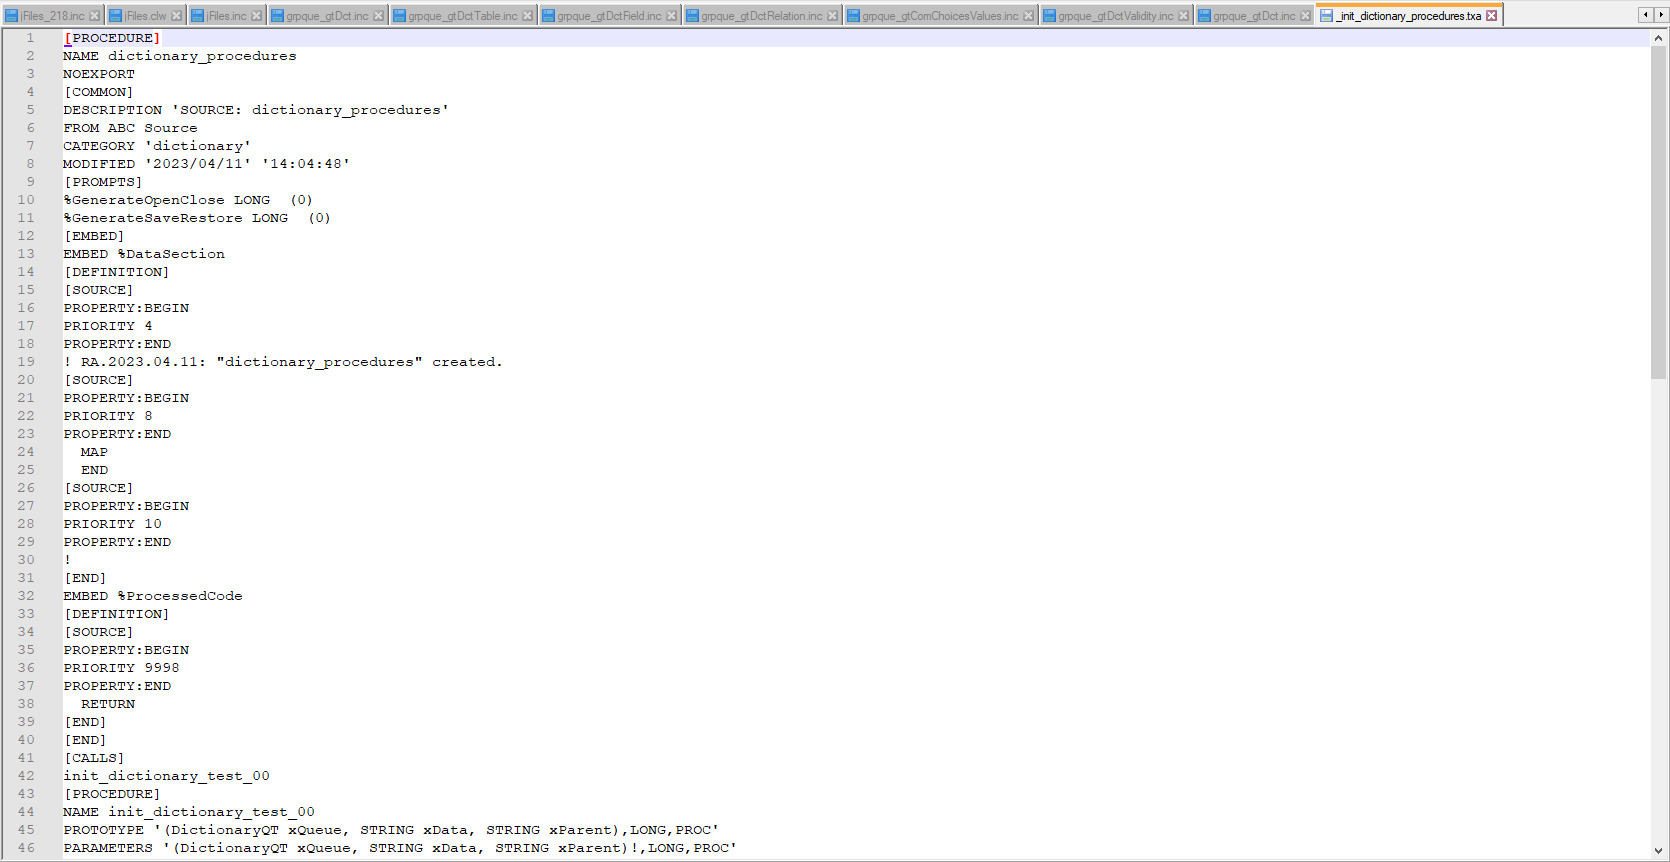 jFiles_218.inc jFiles.clw jFiles.inc grpque_gtDct.inc grpque_gtDctTable.inc grpque_gtDctField.inc grpque_gtDctRelation.inc grpque_gtComChoicesValues.inc grpque_gtDctValidity.inc grpque_gtDct.inc _init_dictionary_procedures.txa
1 [PROCEDURE]
2 NAME dictionary_procedures
3 NOEXPORT
4 [COMMON]
5 DESCRIPTION 'SOURCE: dictionary_procedures'
6 FROM ABC Source
7 CATEGORY 'dictionary'
8 MODIFIED '2023/04/11' '14:04:48'
9 [PROMPTS]
10 %GenerateOpenClose LONG  (0)
11 %GenerateSaveRestore LONG  (0)
12 [EMBED]
13 EMBED %DataSection
14 [DEFINITION]
15 [SOURCE]
16 PROPERTY:BEGIN
17 PRIORITY 4
18 PROPERTY:END
19 ! RA.2023.04.11: "dictionary_procedures" created.
20 [SOURCE]
21 PROPERTY:BEGIN
22 PRIORITY 8
23 PROPERTY:END
24   MAP
25   END
26 [SOURCE]
27 PROPERTY:BEGIN
28 PRIORITY 10
29 PROPERTY:END
30 !
31 [END]
32 EMBED %ProcessedCode
33 [DEFINITION]
34 [SOURCE]
35 PROPERTY:BEGIN
36 PRIORITY 9998
37 PROPERTY:END
38   RETURN
39 [END]
40 [END]
41 [CALLS]
42 init_dictionary_test_00
43 [PROCEDURE]
44 NAME init_dictionary_test_00
45 PROTOTYPE '(DictionaryQT xQueue, STRING xData, STRING xParent),LONG,PROC'
46 PARAMETERS '(DictionaryQT xQueue, STRING xData, STRING xParent)!,LONG,PROC'